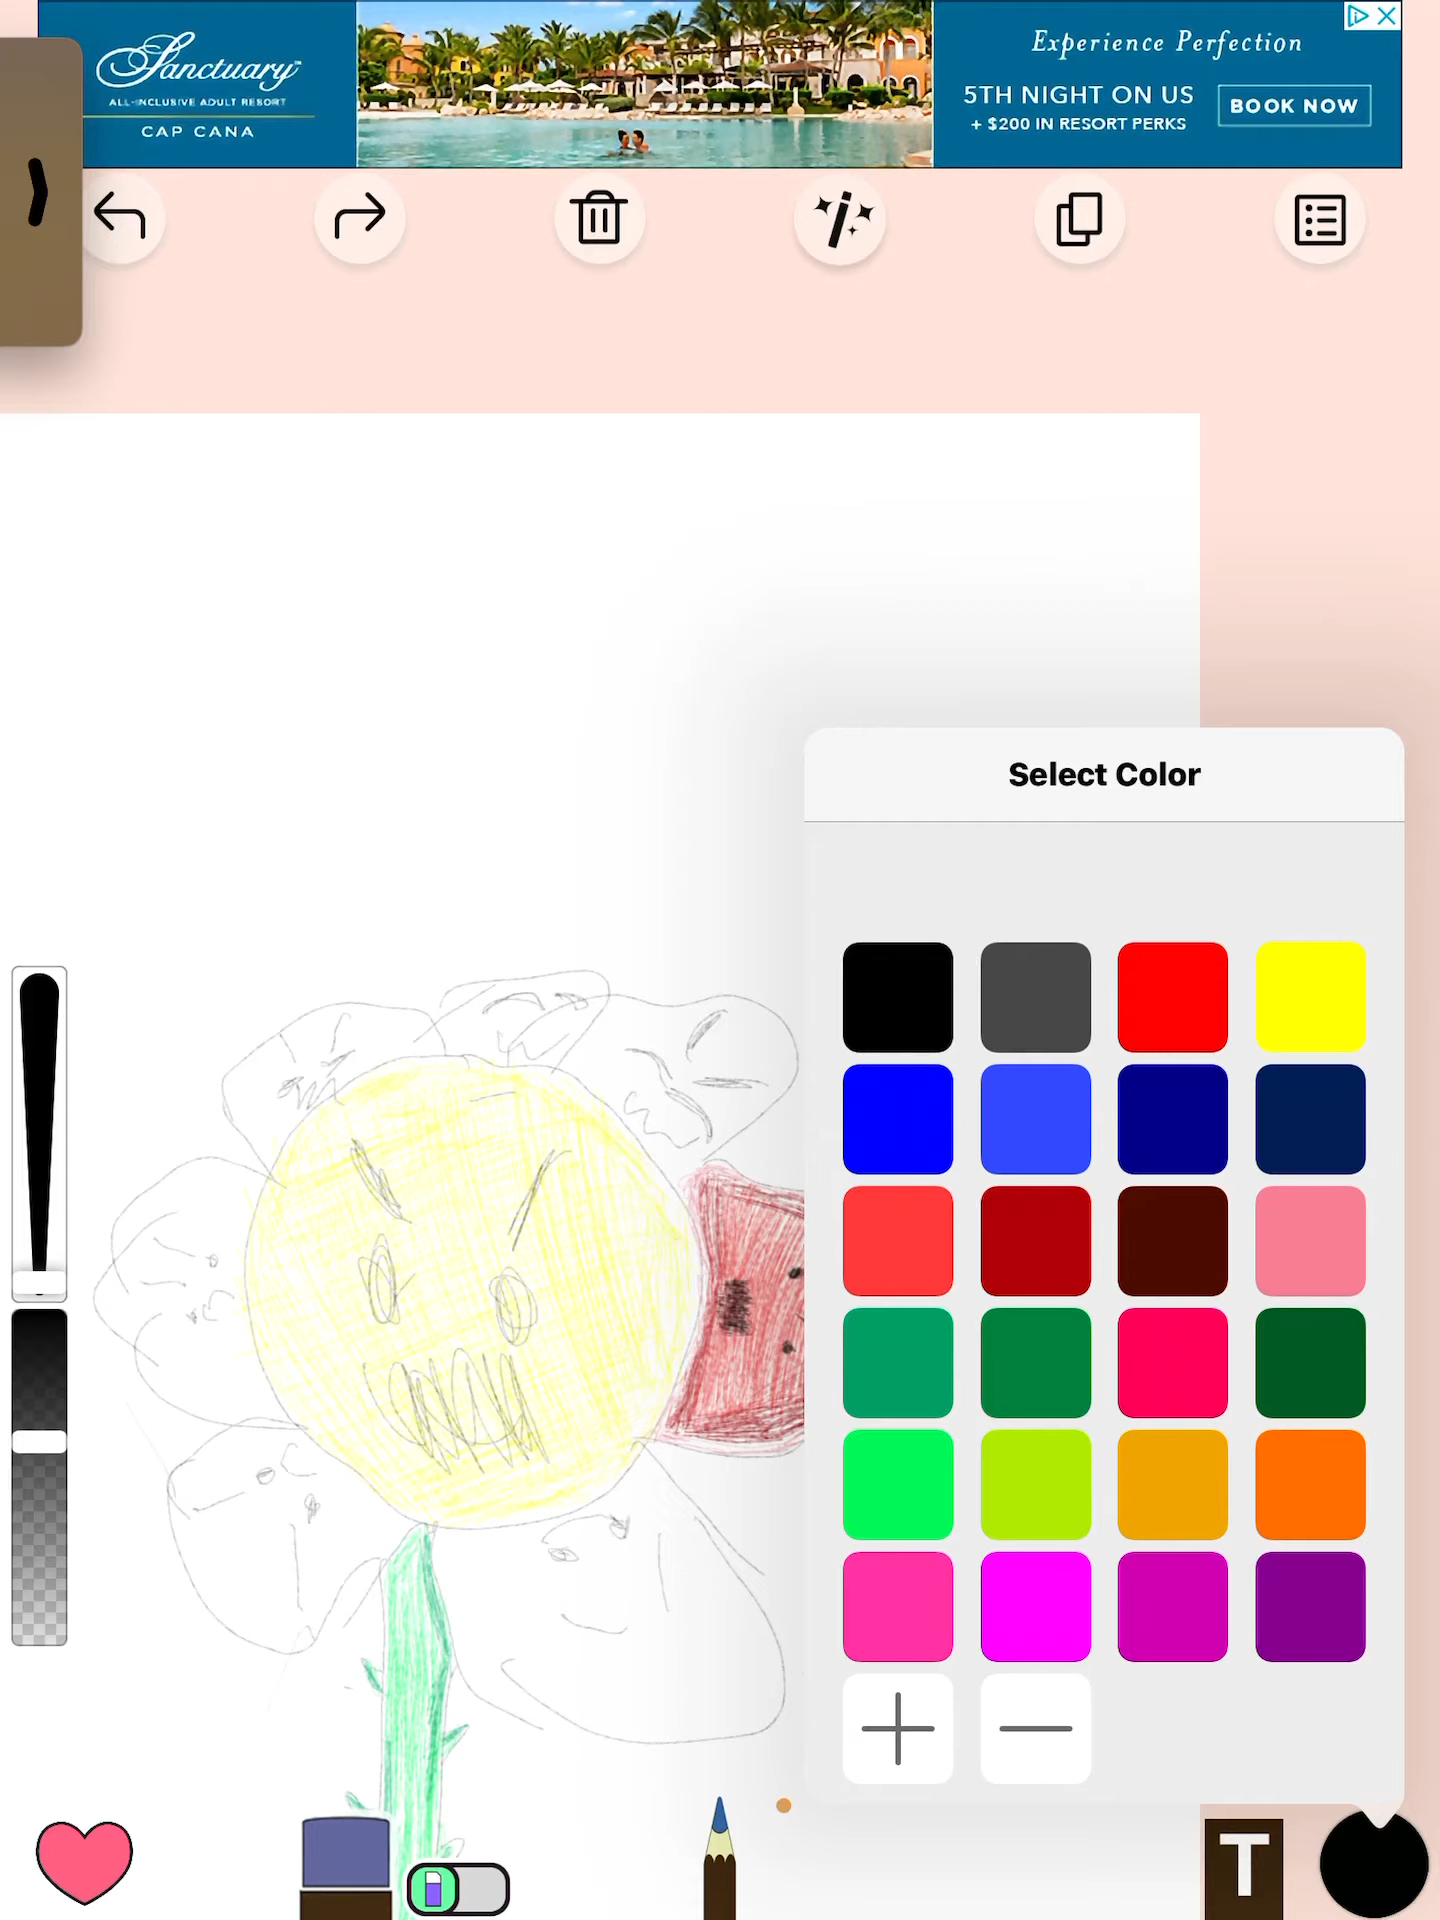 Sanctuary™
ALL-INCLUSIVE ADULT RESORT
CAP CANA
Experience Perfection
5TH NIGHT ON US
+ $200 IN RESORT PERKS
BOOK NOW
Select Color
T